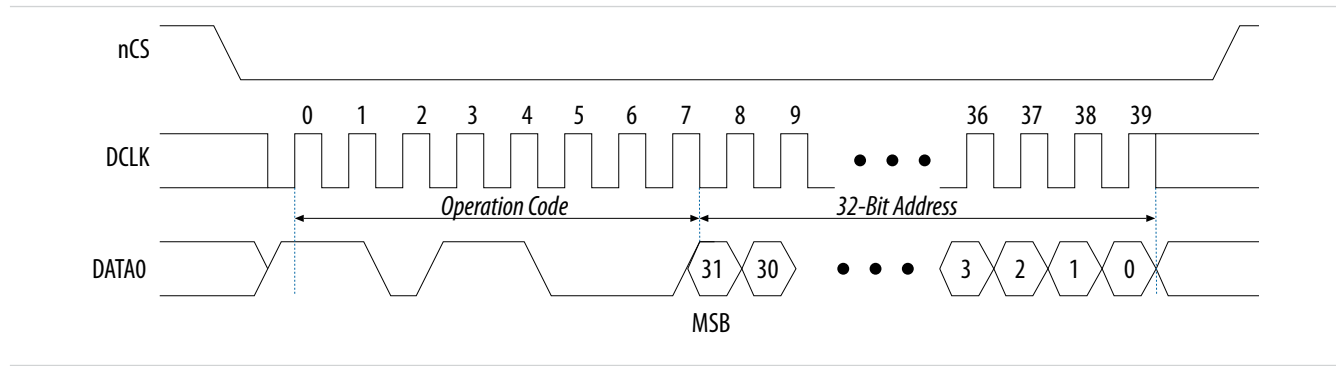 nCS
0 1 2 3 4 5 6 7 8 9 36 37 38 39
DCLK
Operation Code 32-Bit Address
DATA0 31 30 3 2 1 0
MSB